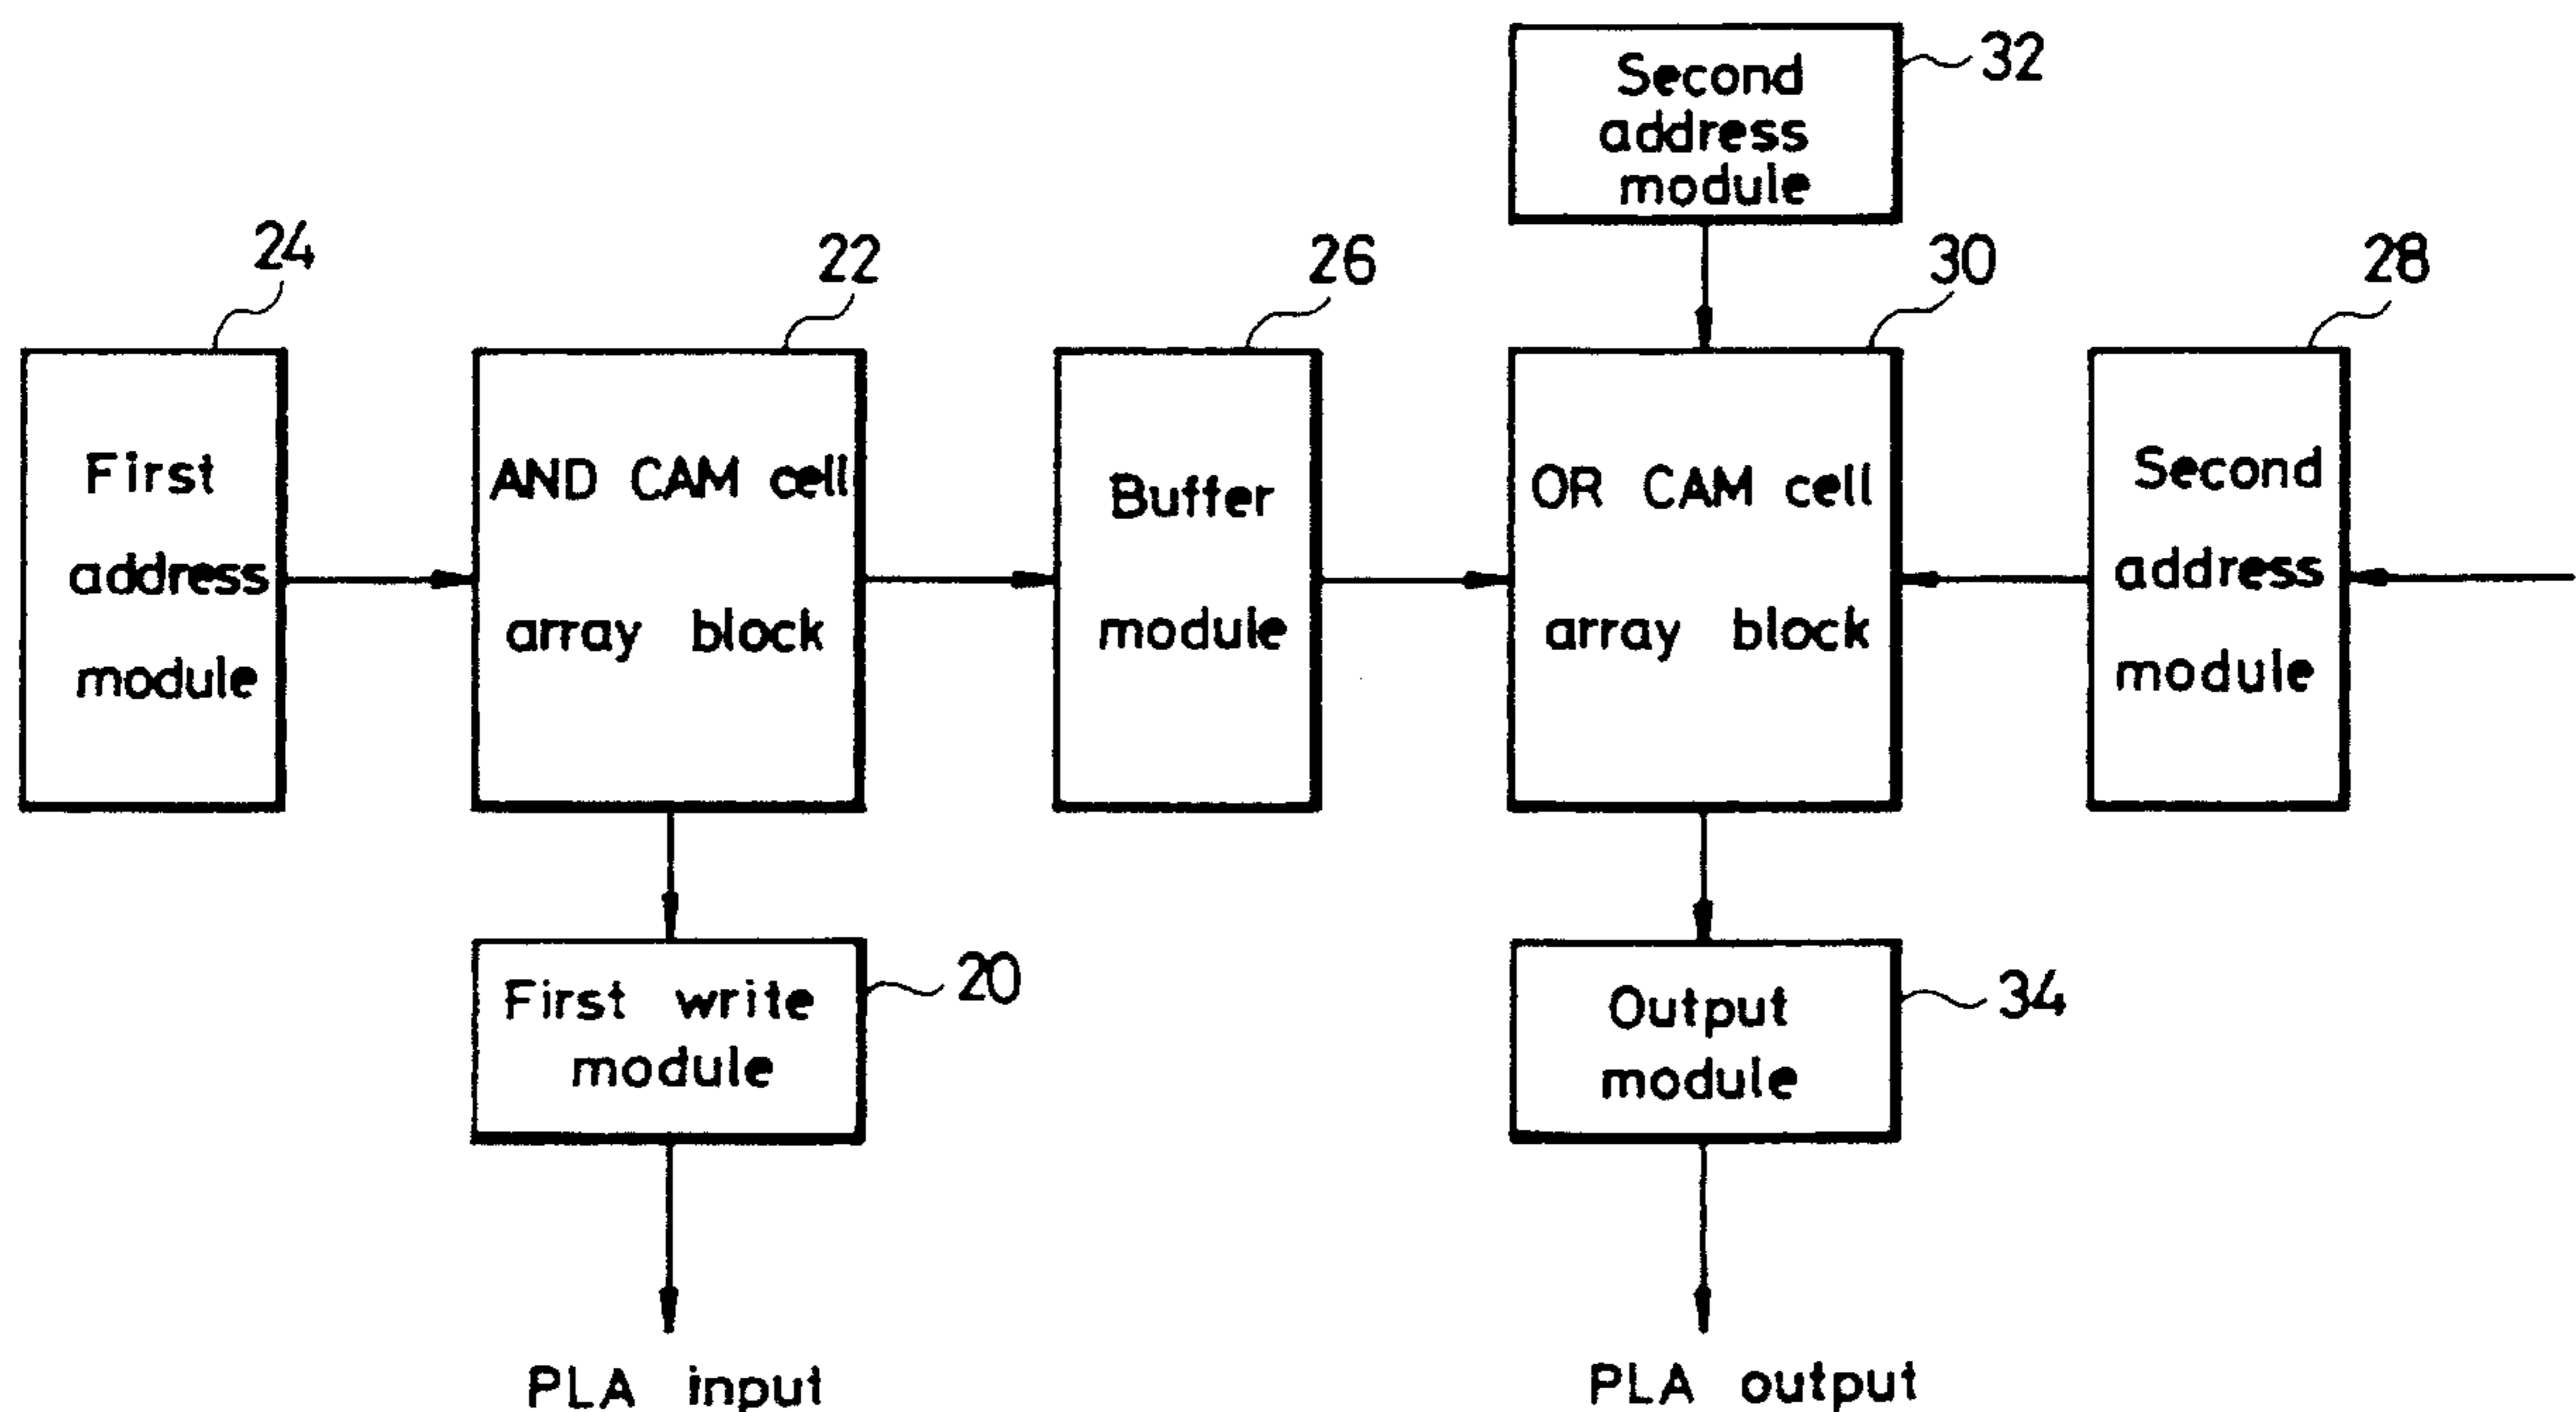 32
Second
address
module
24
22
26
30
28
First
address
module
AND CAM cell
array block
Buffer
module
OR CAM cell
array block
Second
address
module
20
First write
module
34
Output
module
PLA input
PLA output